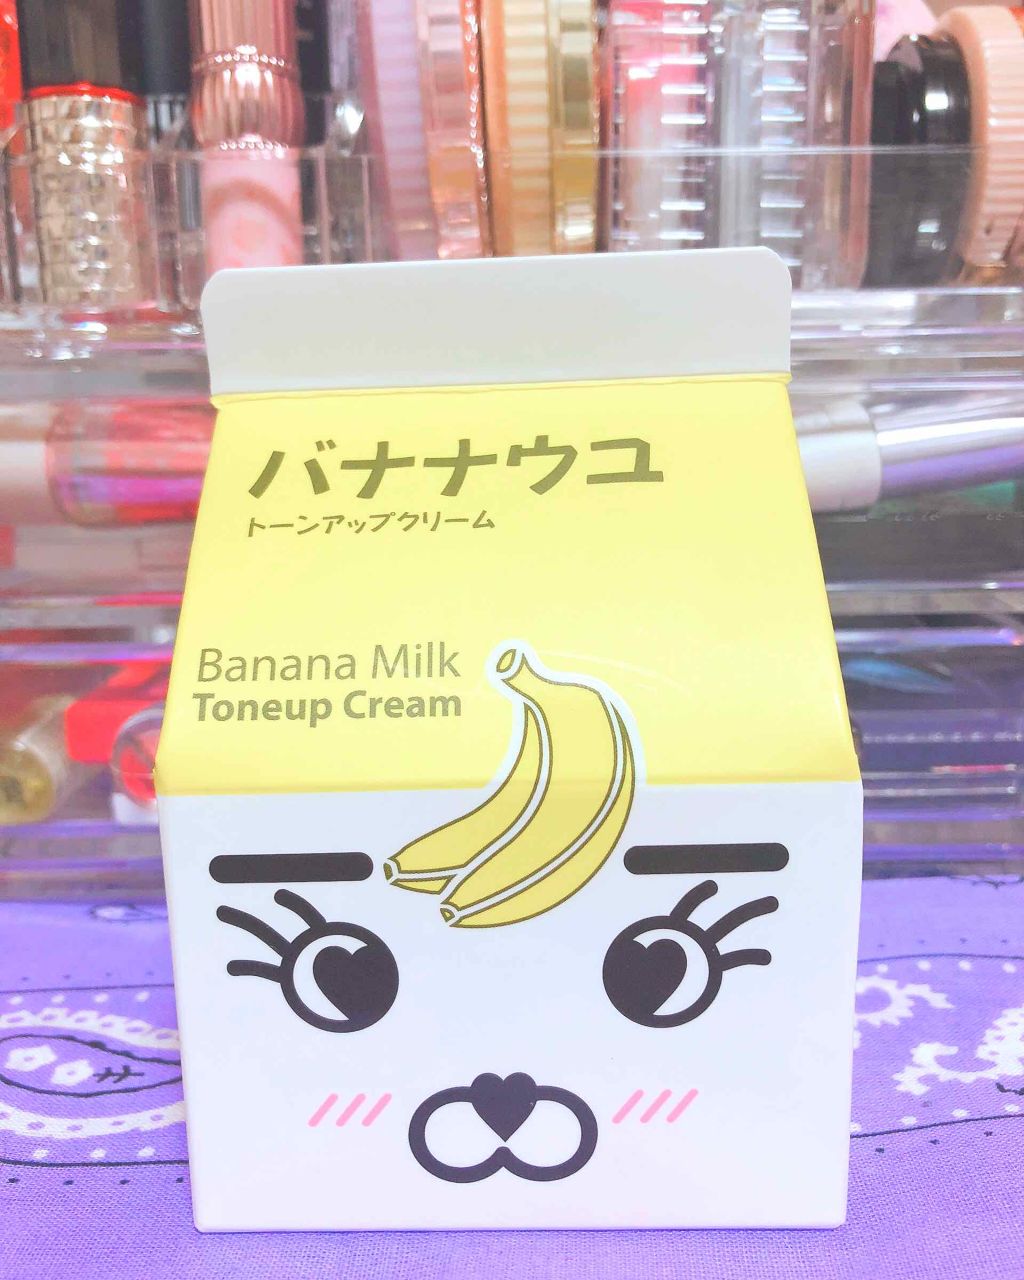 バナナウユ
トーンアップクリーム
Banana Milk
Toneup Cream